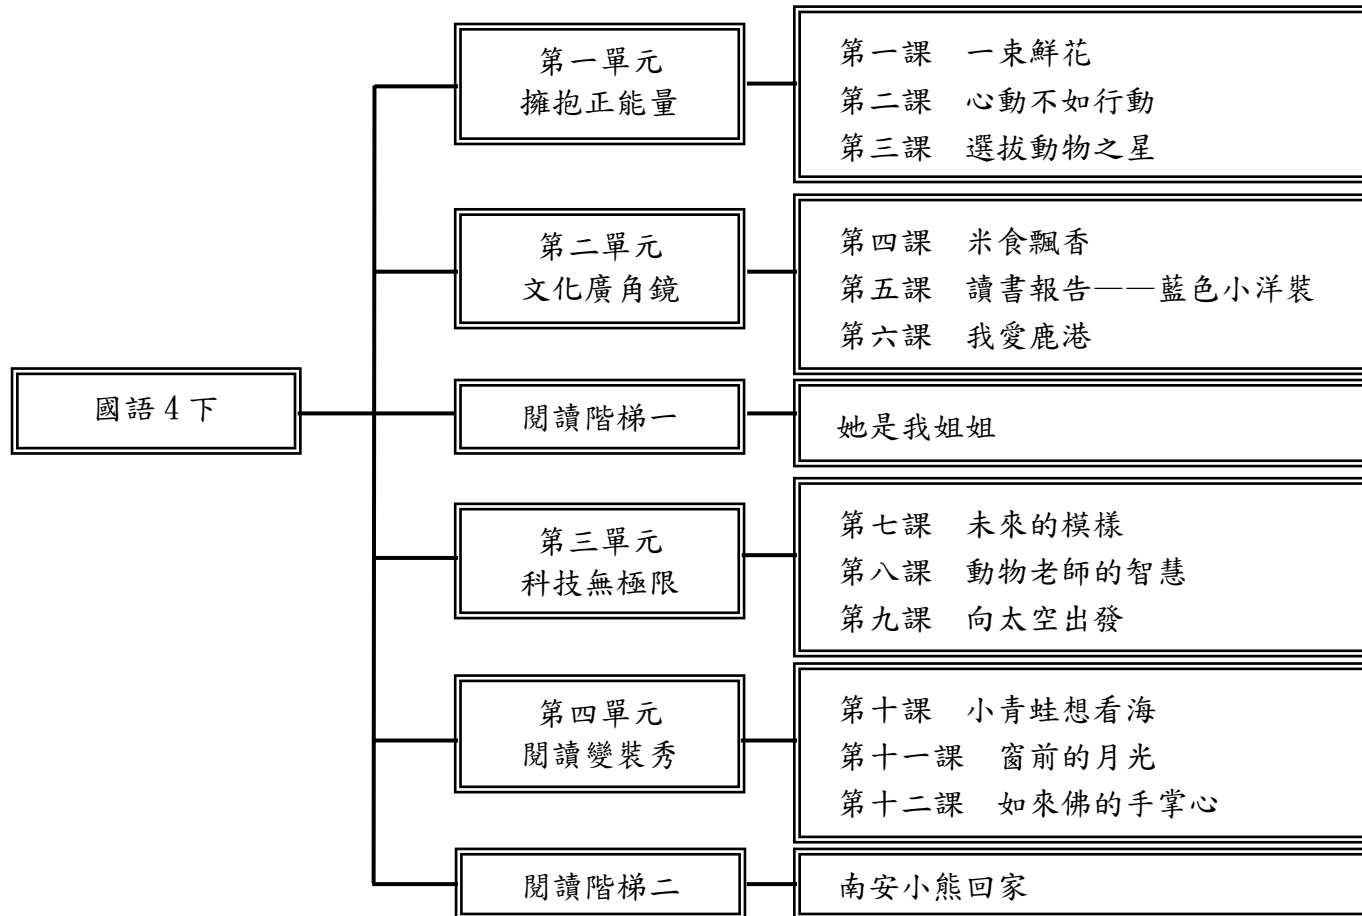 國語4下
第一單元
擁抱正能量
第一課　一束鮮花
第二課　心動不如行動
第三課　選拔動物之星
第二單元
文化廣角鏡
第四課　米食飄香
第五課　讀書報告——藍色小洋裝
第六課　我愛鹿港
閱讀階梯一
她是我姐姐
第三單元
科技無極限
第七課　未來的模樣
第八課　動物老師的智慧
第九課　向太空出發
第四單元
閱讀變裝秀
第十課　小青蛙想看海
第十一課　窗前的月光
第十二課　如來佛的手掌心
閱讀階梯二
南安小熊回家